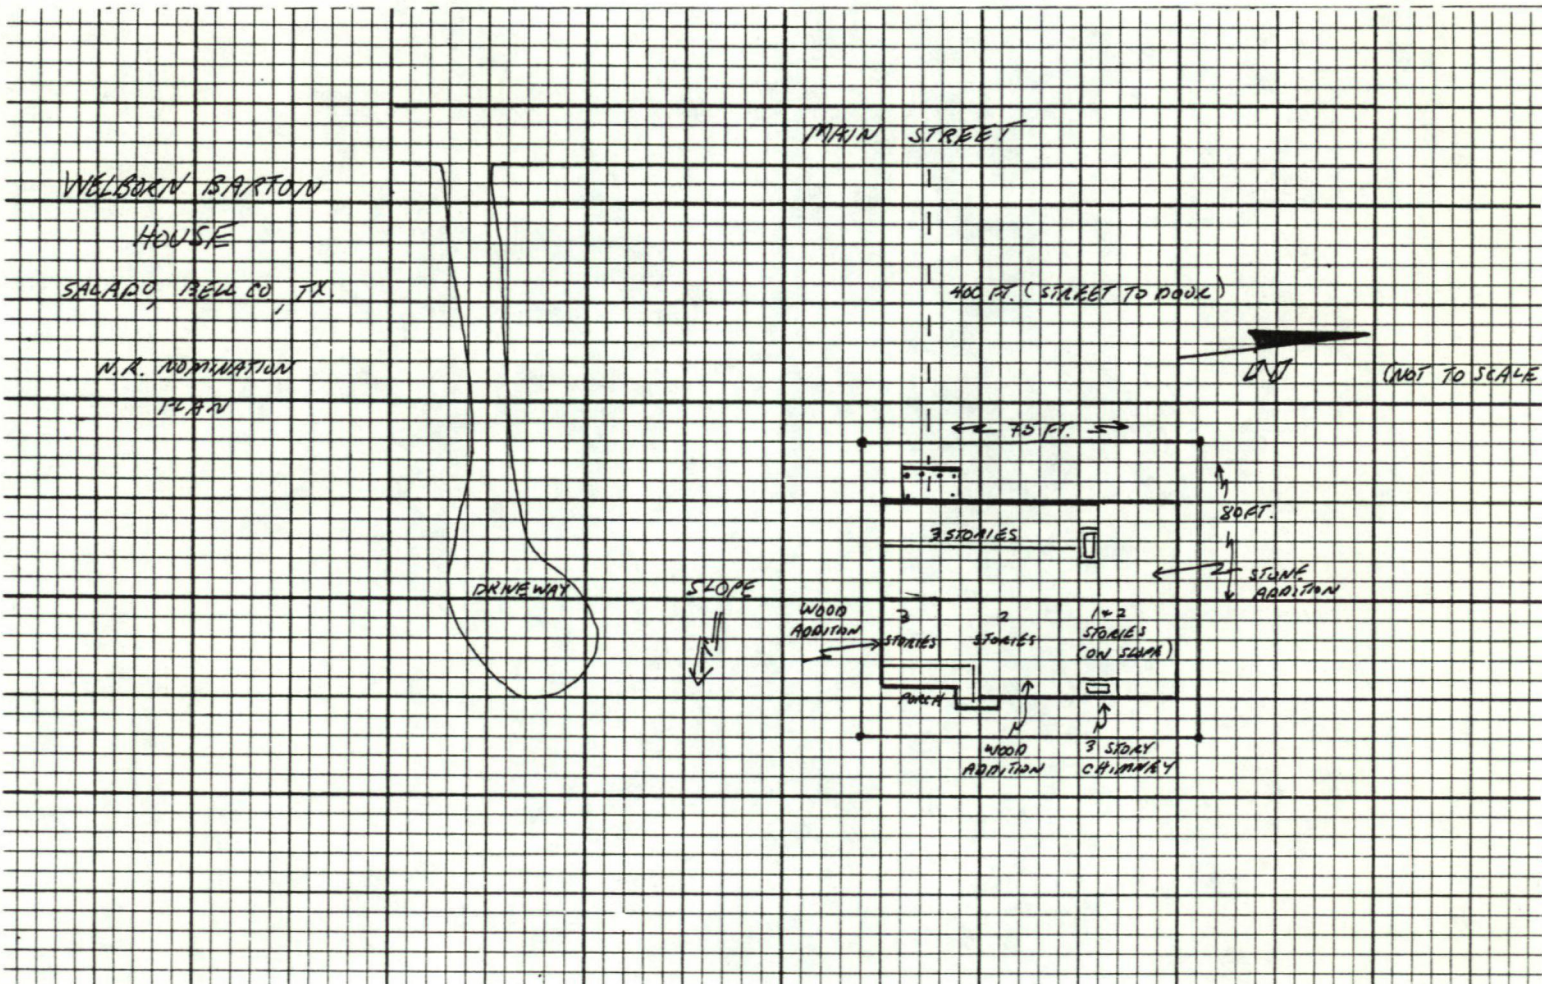 MAIN STREET
WELBORN BARTON
HOUSE
SALADO, BELL CO, TX.
N.R. NOMINATION
PLAN
400 FT. (STREET TO DOOR)
N
(NOT TO SCALE
75 FT.
80 FT.
3 STORIES
STONE
ADDITION
DRIVEWAY
SLOPE
WOOD
ADDITION
3
STORIES
2
STORIES
1+2
STORIES
(ON SLOPE)
PORCH
WOOD
ADDITION
3 STORY
CHIMNEY